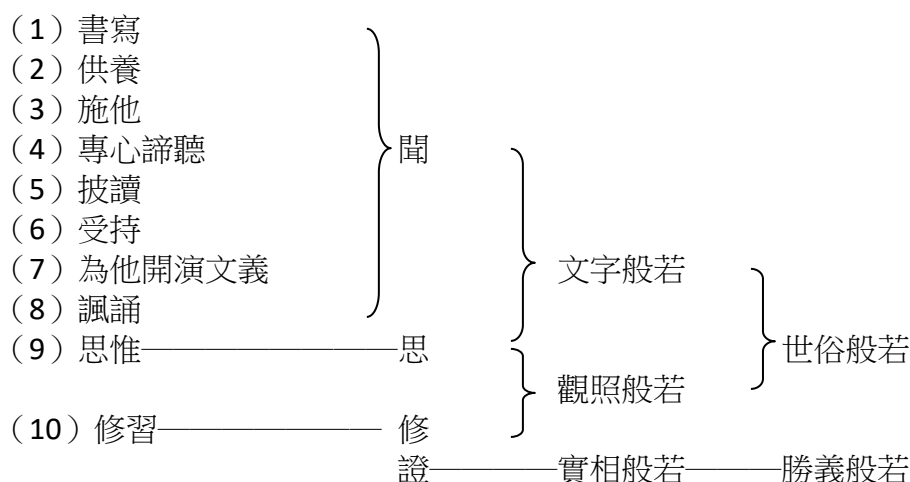 （1）書寫
（2）供養
（3）施他
（4）專心諦聽 聞
（5）披讀
（6）受持
（7）為他開演文義 文字般若
（8）諷誦
（9）思惟————————思 世俗般若
觀照般若
（10）修習——————— 修
證————實相般若———勝義般若